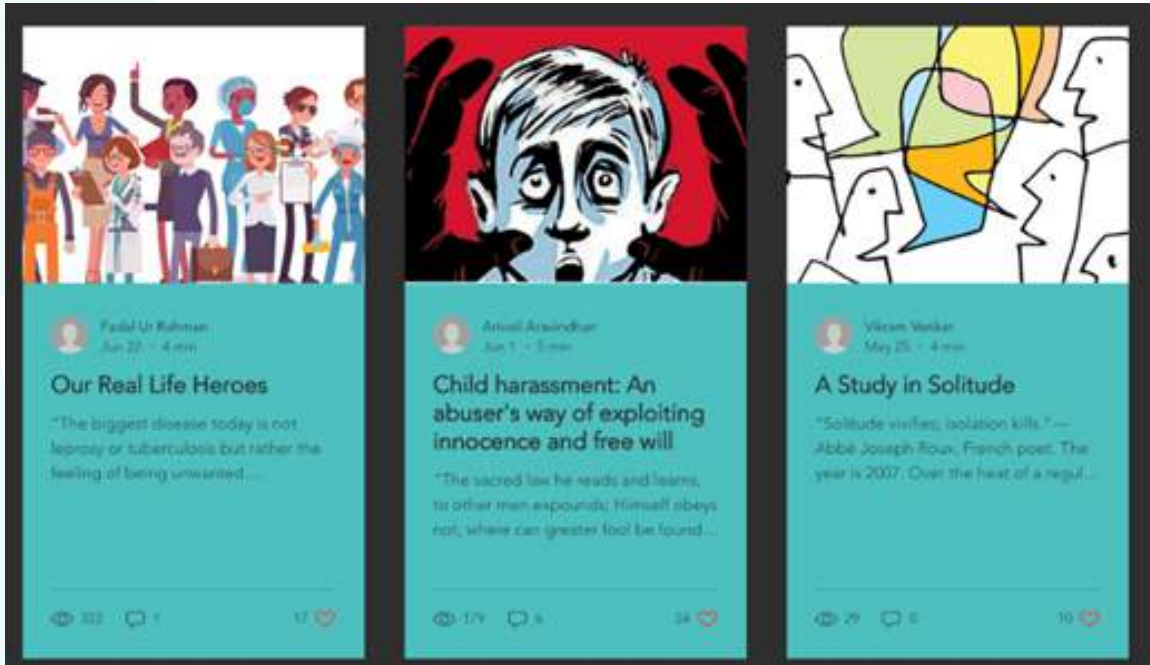 Fadal Ur Rahman
Jun 22 · 4 min
Our Real Life Heroes
"The biggest disease today is not
leprosy or tuberculosis but rather the
feeling of being unwanted....
1
17
Aravindhan
Jun 1 · 5 min
Child harassment: An
abuser's way of exploiting
innocence and free will
"The sacred law he reads and learns,
to other men expounds; Himself obeys
not, where can greater fool be found...
179
6
24
Vikram Venkat
May 25 · 4 min
A Study in Solitude
"Solitude vivifies; isolation kills." —
Abbé Joseph Roux, French poet. The
year is 2007. Over the heat of a regul...
29
0
10